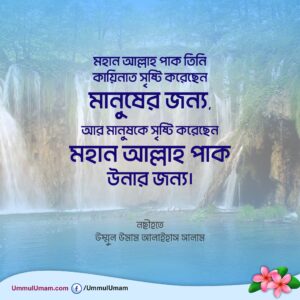 মহান আল্লাহ পাক তিনি
কায়িনাত সৃষ্টি করেছেন
মানুষের জন্য,
আর মানুষকে সৃষ্টি করেছেন
মহান আল্লাহ পাক
উনার জন্য।
নছীহতে
উম্মুল উমাম আলাইহাস সালাম
UmmulUmam.com /UmmulUmam